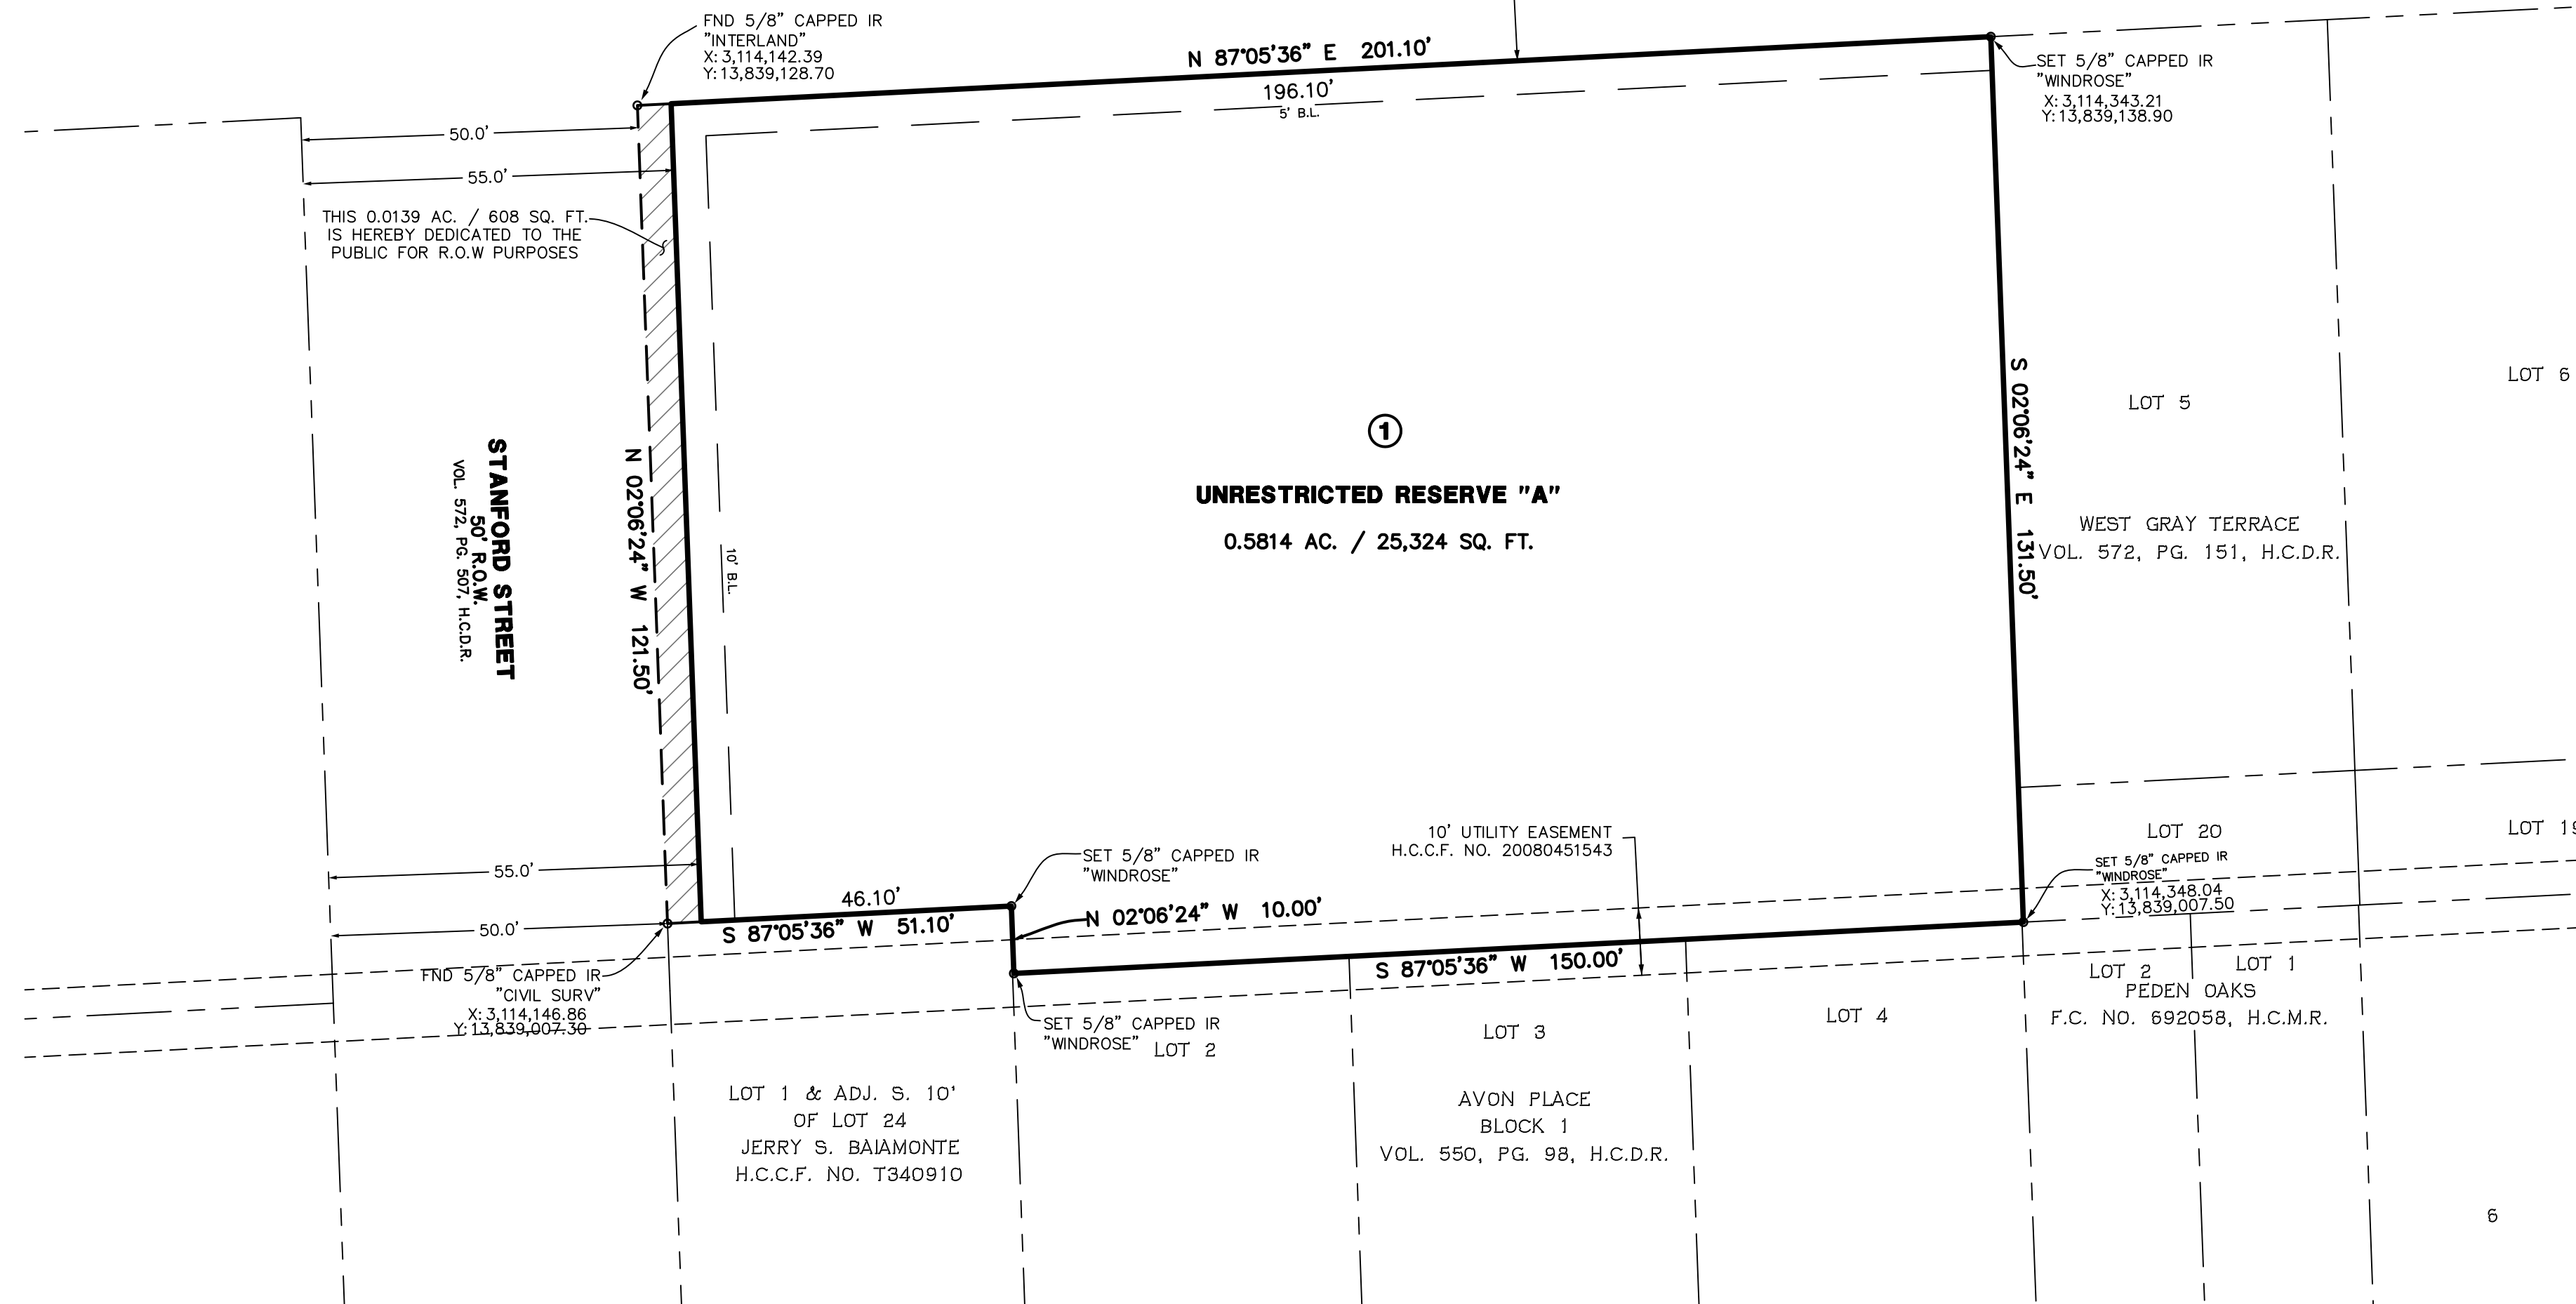 FND 5/8" CAPPED IR
"INTERLAND"
X: 3,114,142.39
Y: 13,839,128.70
N 87°05'36" E 201.10'
196.10'
5' B.L.
SET 5/8" CAPPED IR
"WINDROSE"
X: 3,114,343.21
Y: 13,839,138.90
50.0'
55.0'
THIS 0.0139 AC. / 608 SQ. FT.
IS HEREBY DEDICATED TO THE
PUBLIC FOR R.O.W PURPOSES
STANFORD STREET
50' R.O.W.
VOL. 572, PG. 507, H.C.D.R.
N 02°06'24" W 121.50'
10' B.L.
1
UNRESTRICTED RESERVE "A"
0.5814 AC. / 25,324 SQ. FT.
S 02°06'24" E 131.50'
LOT 5
LOT 6
WEST GRAY TERRACE
VOL. 572, PG. 151, H.C.D.R.
LOT 20
LOT 19
SET 5/8" CAPPED IR
"WINDROSE"
X: 3,114,348.04
Y: 13,839,007.50
10' UTILITY EASEMENT
H.C.C.F. NO. 20080451543
SET 5/8" CAPPED IR
"WINDROSE"
55.0'
50.0'
46.10'
S 87°05'36" W 51.10'
N 02°06'24" W 10.00'
S 87°05'36" W 150.00'
FND 5/8" CAPPED IR
"CIVIL SURV"
X: 3,114,146.86
Y: 13,839,007.30
SET 5/8" CAPPED IR
"WINDROSE"
LOT 2
LOT 3
LOT 4
LOT 2
LOT 1
PEDEN OAKS
F.C. NO. 692058, H.C.M.R.
LOT 1 & ADJ. S. 10'
OF LOT 24
JERRY S. BAIAMONTE
H.C.C.F. NO. T340910
AVON PLACE
BLOCK 1
VOL. 550, PG. 98, H.C.D.R.
6